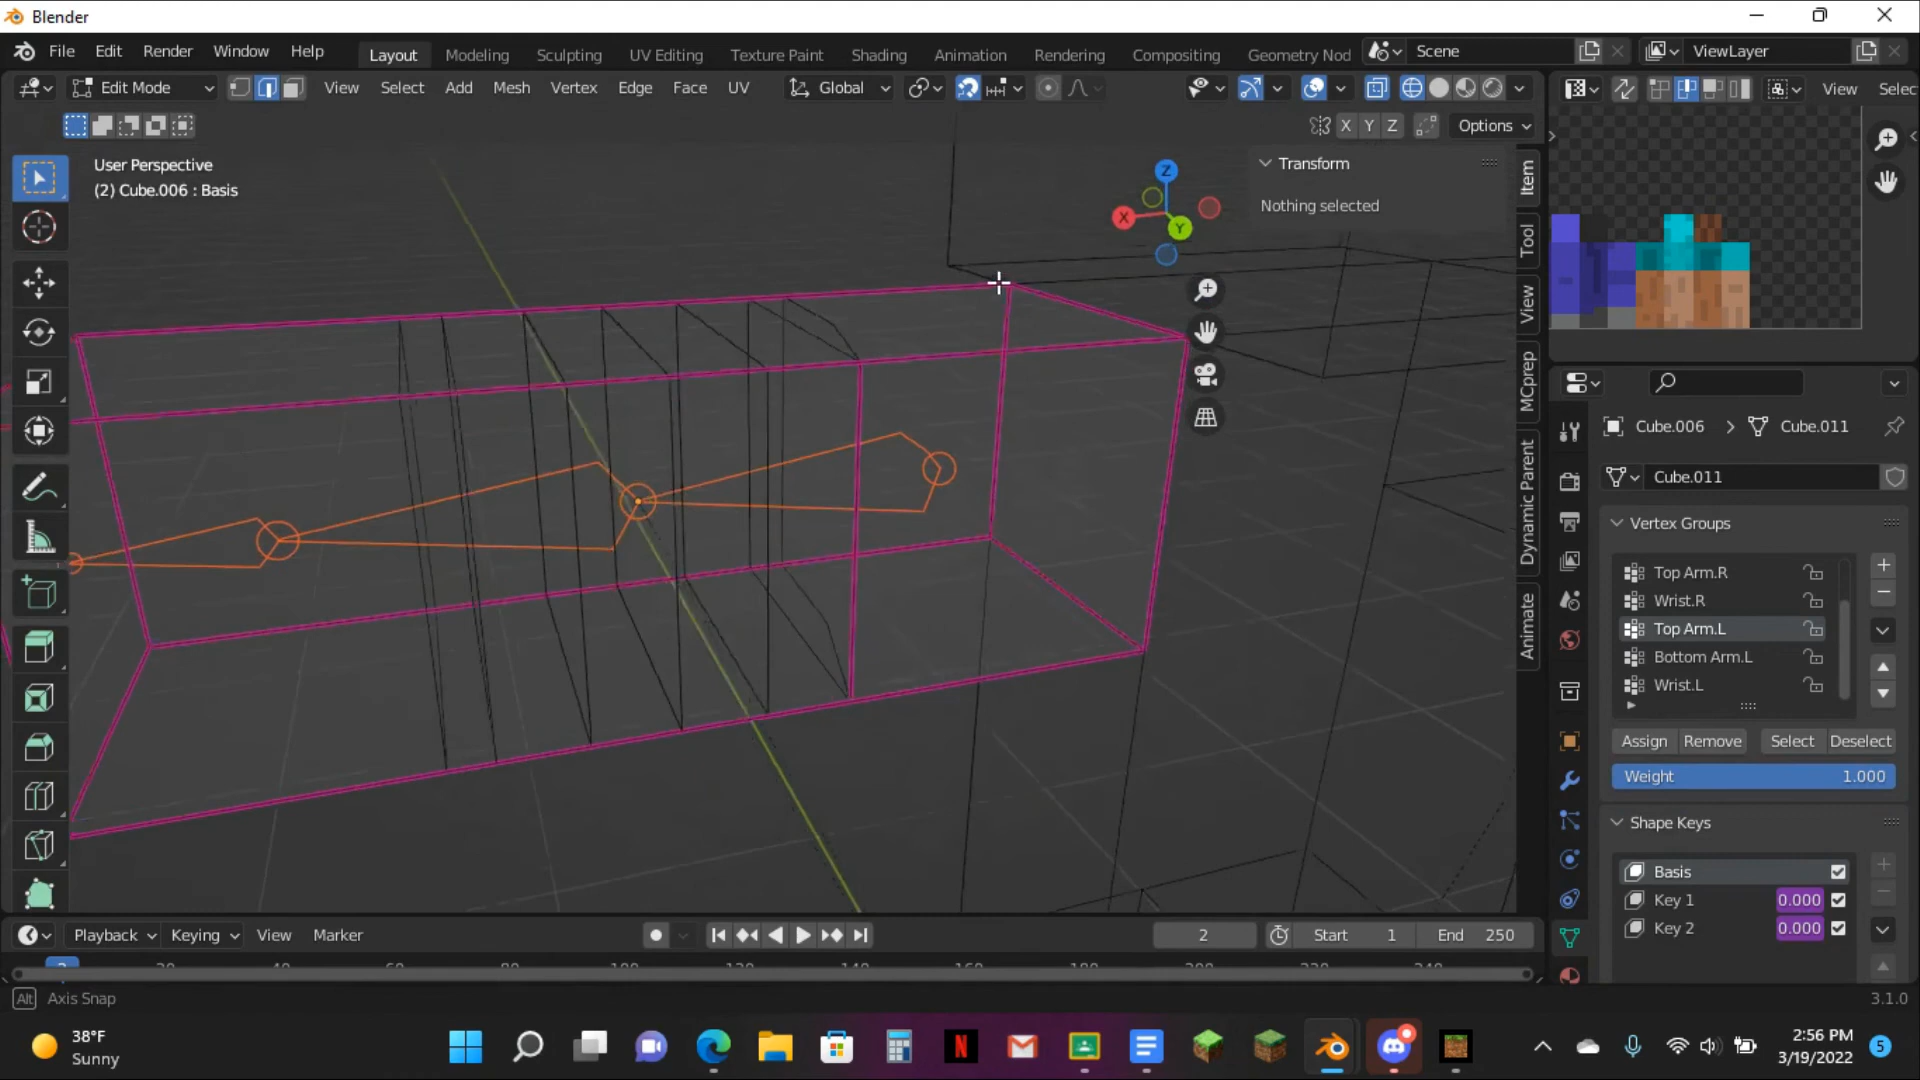 Blender
File Edit Render Window Help
Layout Modeling Sculpting UV Editing Texture Paint Shading Animation Rendering Compositing Geometry Nod
Scene
ViewLayer
Edit Mode
View Select Add Mesh Vertex Edge Face UV
Global
View Selec
X Y Z
Options
User Perspective
(2) Cube.006 : Basis
Z
X
Y
Transform
Nothing selected
Item
Tool
View
MCprep
Dynamic Parent
Animate
Cube.006
Cube.011
Cube.011
Vertex Groups
Top Arm.R
Wrist.R
Top Arm.L
Bottom Arm.L
Wrist.L
Assign Remove Select Deselect
Weight 1.000
Shape Keys
Basis
Key 1 0.000
Key 2 0.000
Playback Keying View Marker
2
Start 1 End 250
Alt Axis Snap
3.1.0
38°F
Sunny
N
2:56 PM
3/19/2022
5